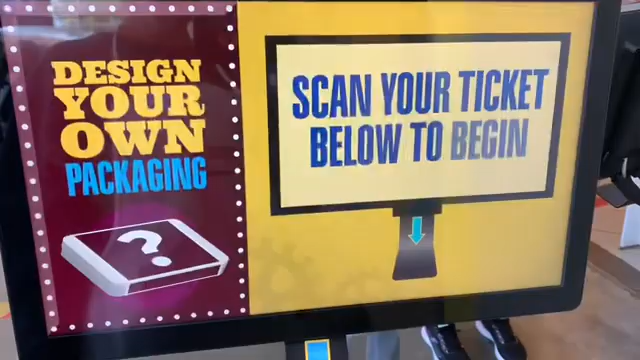 DESIGN
YOUR
OWN
PACKAGING
?
SCAN YOUR TICKET
BELOW TO BEGIN